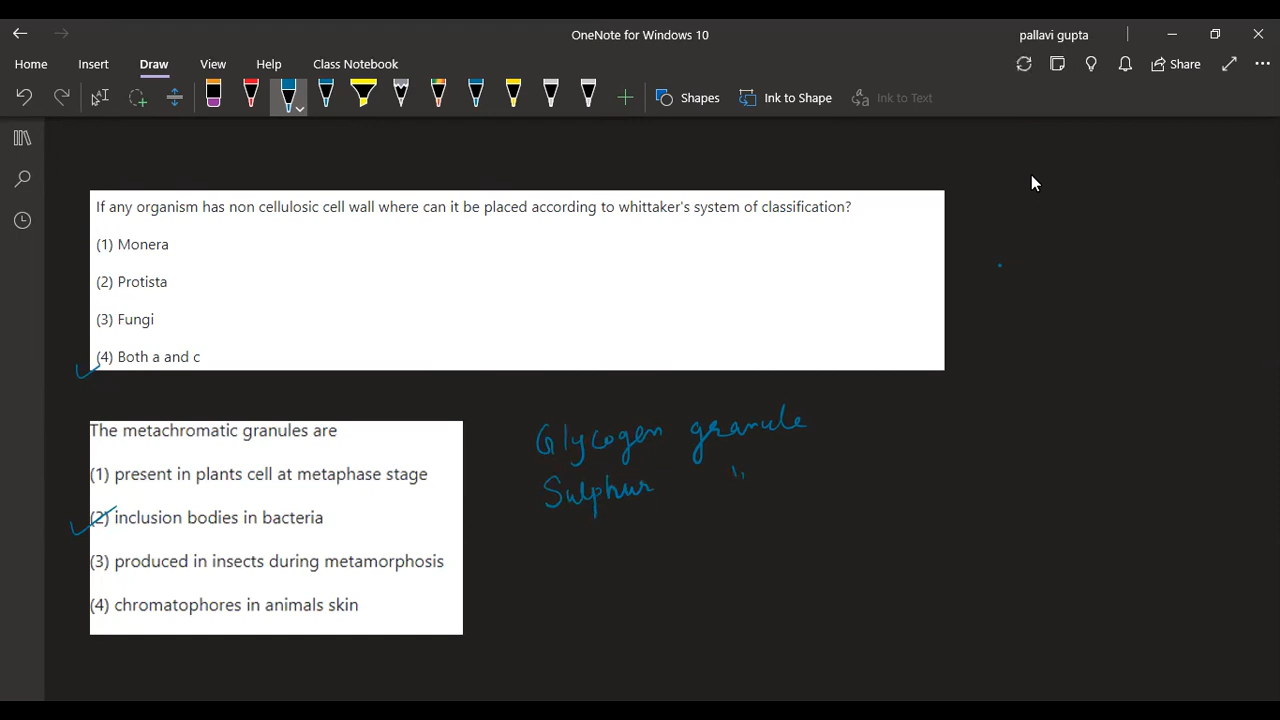 OneNote for Windows 10
pallavi gupta
Home Insert Draw View Help Class Notebook
Share
Shapes Ink to Shape Ink to Text
If any organism has non cellulosic cell wall where can it be placed according to whittaker's system of classification?
(1) Monera
(2) Protista
(3) Fungi
(4) Both a and c
The metachromatic granules are
(1) present in plants cell at metaphase stage
(2) inclusion bodies in bacteria
(3) produced in insects during metamorphosis
(4) chromatophores in animals skin
Glycogen granule
Sulphur "